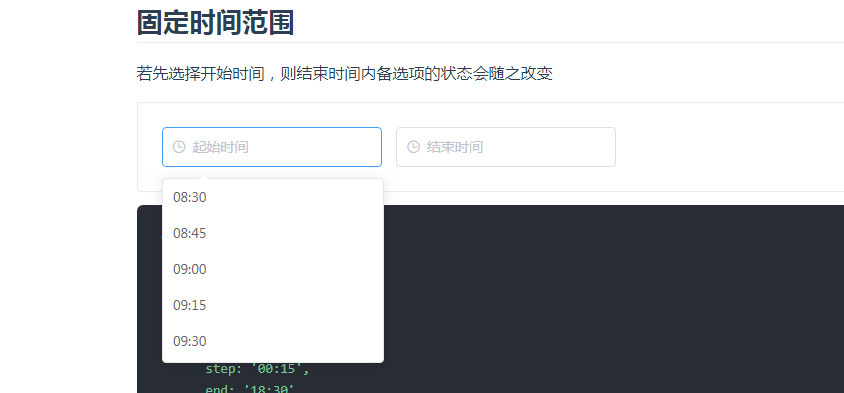 固定时间范围
若先选择开始时间，则结束时间内备选项的状态会随之改变
起始时间
结束时间
08:30
08:45
09:00
09:15
09:30
step: '00:15',
end: '18:30'